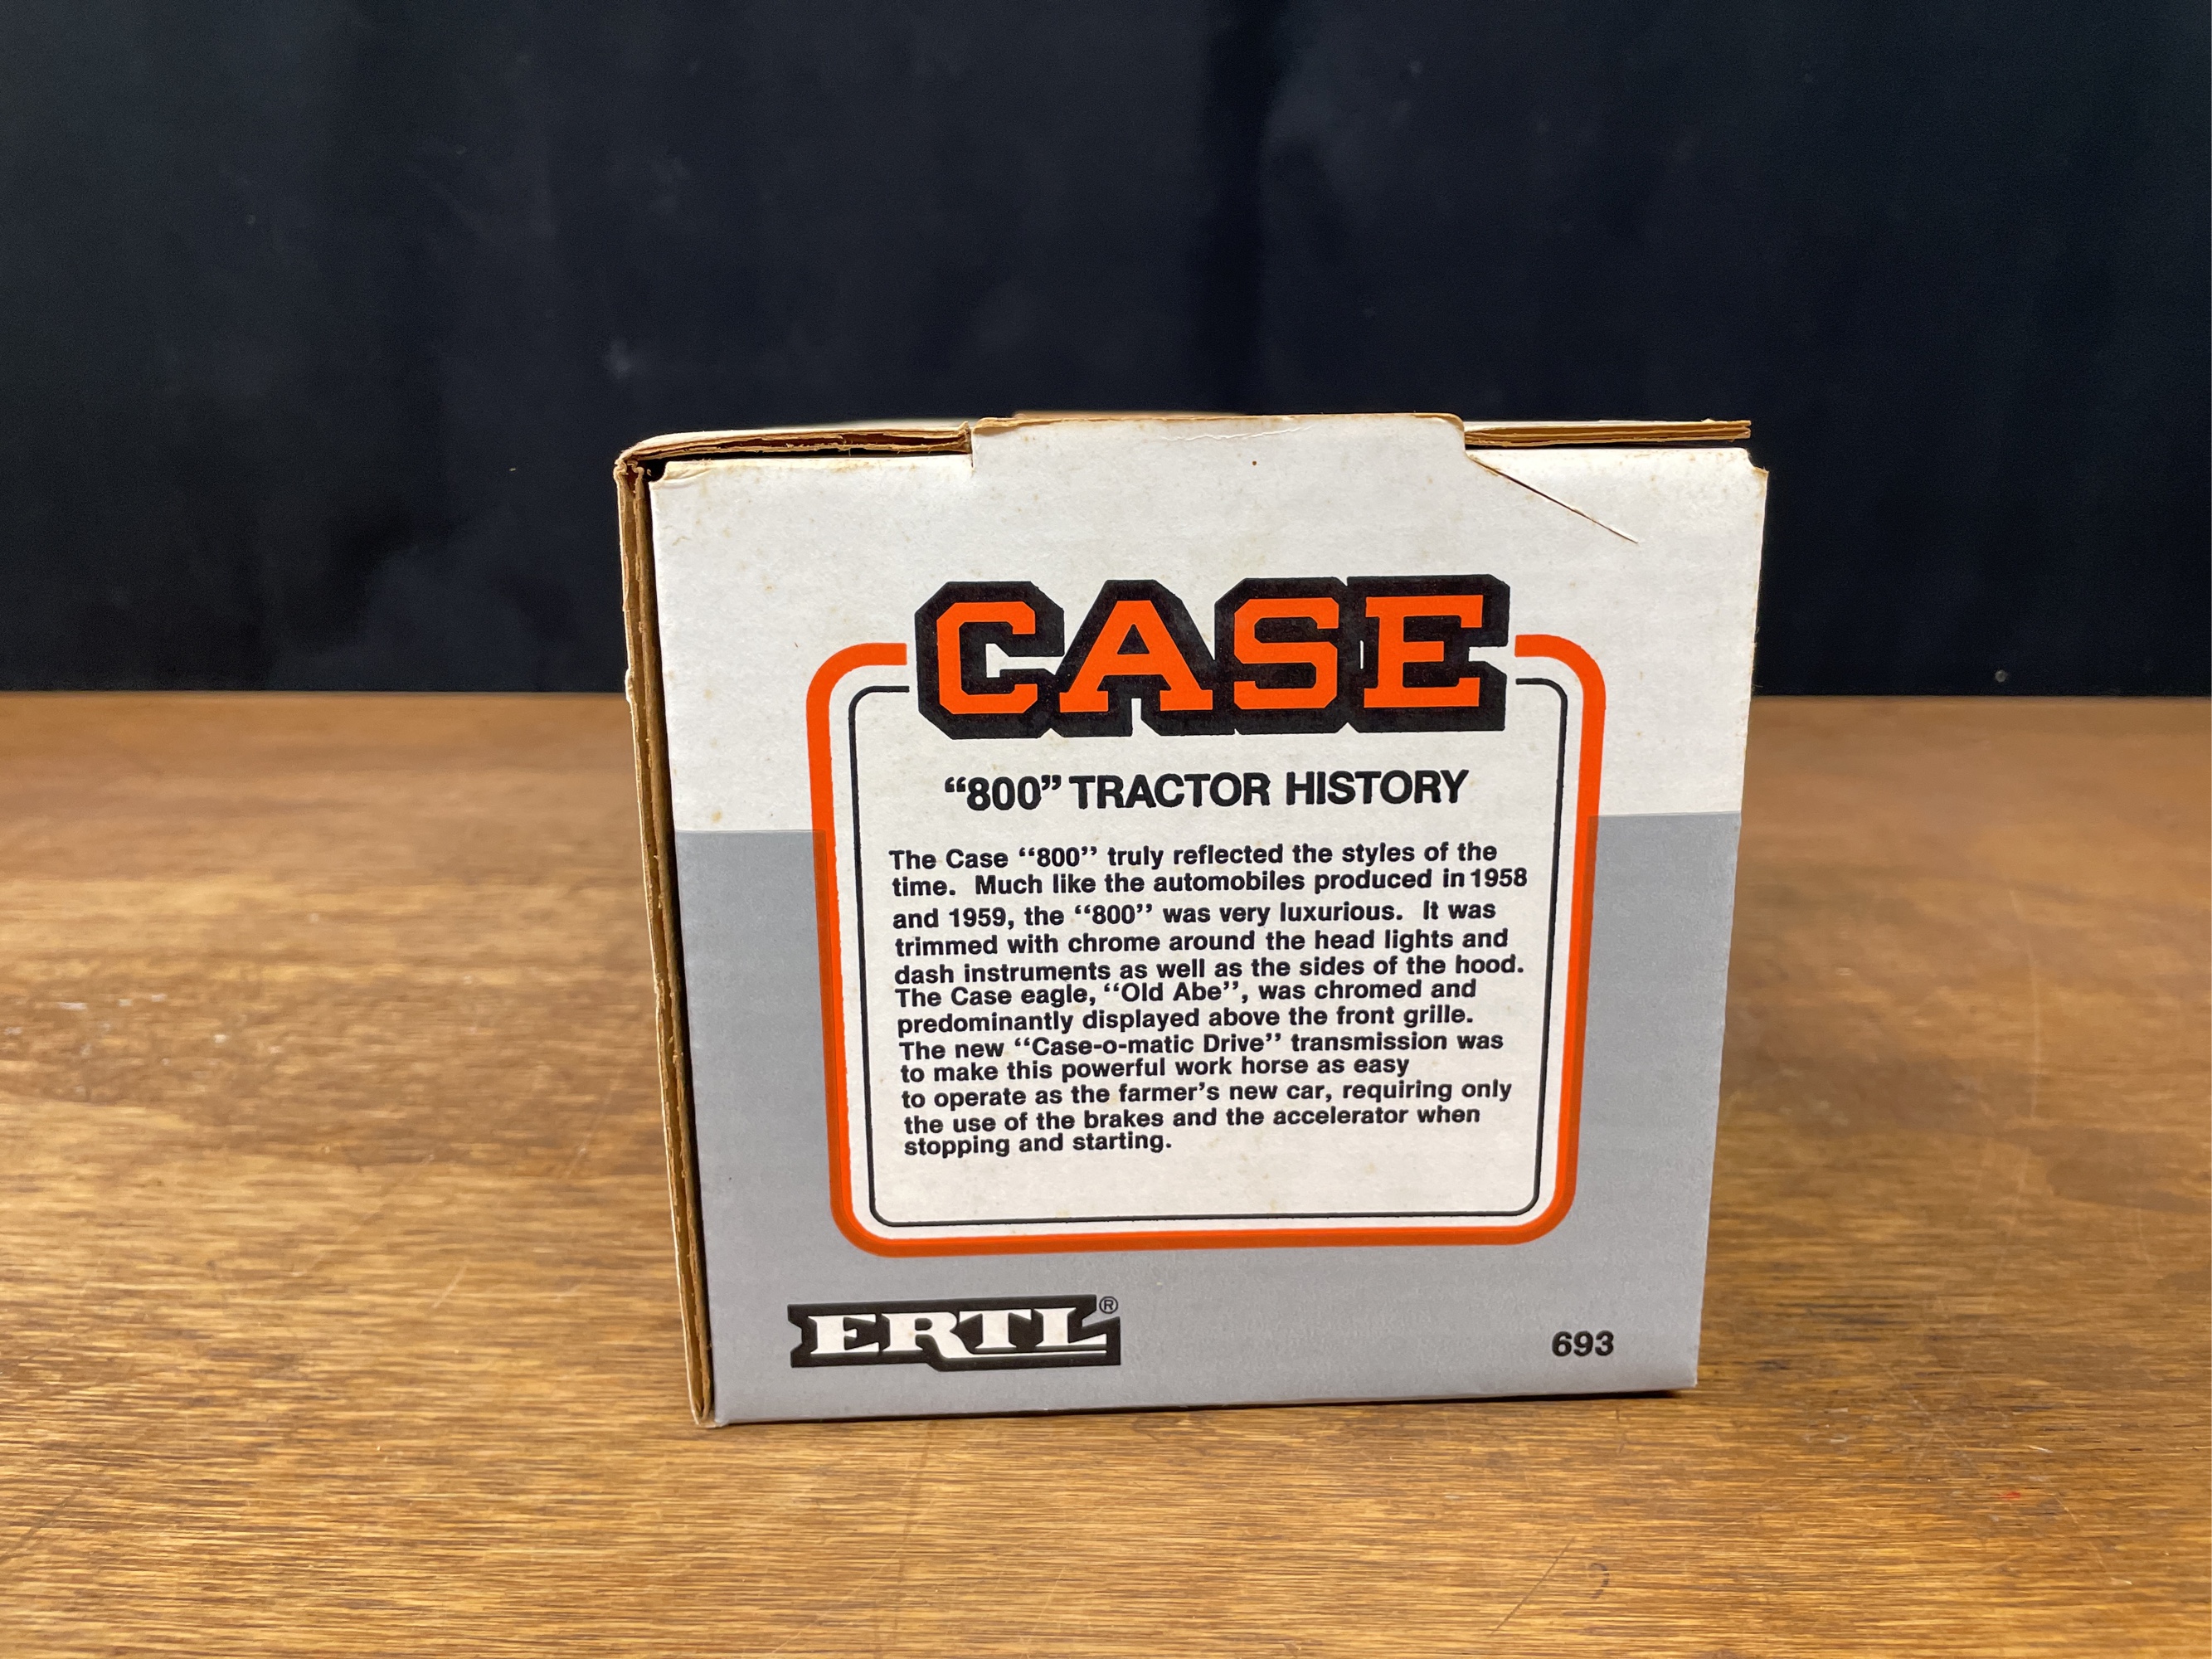 CASE
“800” TRACTOR HISTORY
The Case “800” truly reflected the styles of the
time. Much like the automobiles produced in 1958
and 1959, the “800” was very luxurious. It was
trimmed with chrome around the head lights and
dash instruments as well as the sides of the hood.
The Case eagle, “Old Abe”, was chromed and
predominantly displayed above the front grille.
The new “Case-o-matic Drive” transmission was
to make this powerful work horse as easy
to operate as the farmer’s new car, requiring only
the use of the brakes and the accelerator when
stopping and starting.
ERTL®
693